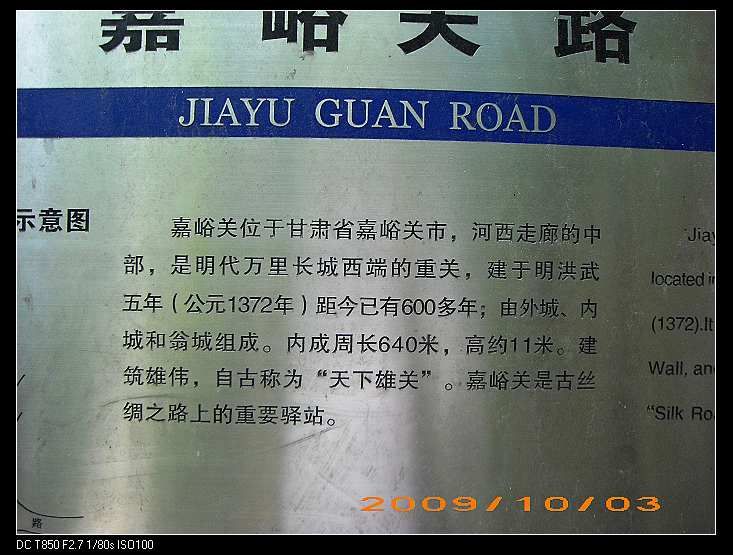 嘉峪关路
JIAYU GUAN ROAD
示意图
嘉峪关位于甘肃省嘉峪关市，河西走廊的中
部，是明代万里长城西端的重关，建于明洪武
五年（公元1372年）距今已有600多年；由外城、内
城和翁城组成。内成周长640米，高约11米。建
筑雄伟，自古称为“天下雄关”。嘉峪关是古丝
绸之路上的重要驿站。
Jiay
located in
(1372).It
Wall, an
“Silk Ro
路
2009/10/03
DC T850 F2.7 1/80s ISO100